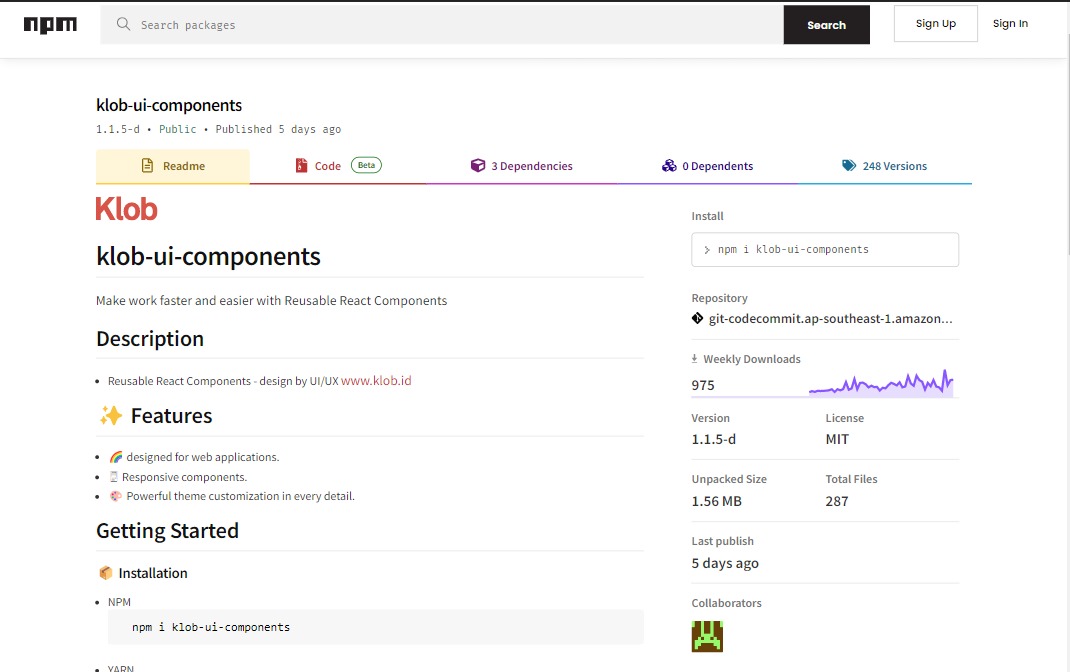 npm
Search packages
Search
Sign Up
Sign In
klob-ui-components
1.1.5-d • Public • Published 5 days ago
Readme
Code Beta
3 Dependencies
0 Dependents
248 Versions
Klob
klob-ui-components
Make work faster and easier with Reusable React Components
Description
• Reusable React Components - design by UI/UX www.klob.id
✨ Features
• 🌈 designed for web applications.
• Responsive components.
• 🎨 Powerful theme customization in every detail.
Getting Started
📦 Installation
• NPM
npm i klob-ui-components
• YARN
Install
> npm i klob-ui-components
Repository
git-codecommit.ap-southeast-1.amazon...
Weekly Downloads
975
Version
1.1.5-d
License
MIT
Unpacked Size
1.56 MB
Total Files
287
Last publish
5 days ago
Collaborators